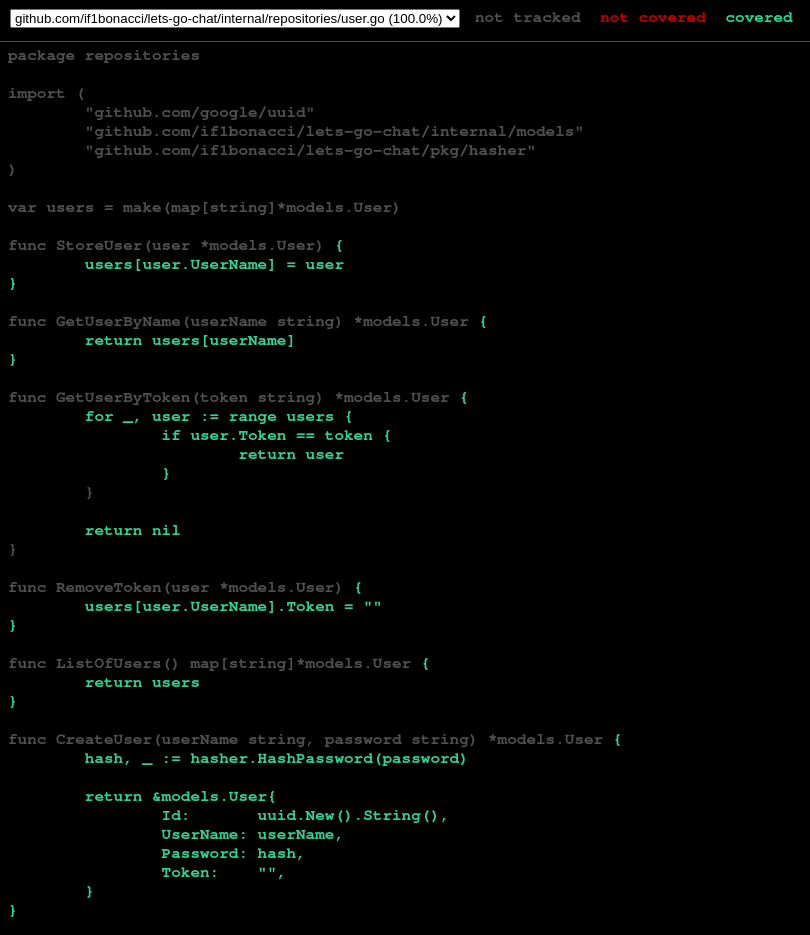 github.com/if1bonacci/lets-go-chat/internal/repositories/user.go (100.0%) not tracked not covered covered
package repositories

import (
        "github.com/google/uuid"
        "github.com/if1bonacci/lets-go-chat/internal/models"
        "github.com/if1bonacci/lets-go-chat/pkg/hasher"
)

var users = make(map[string]*models.User)

func StoreUser(user *models.User) {
        users[user.UserName] = user
}

func GetUserByName(userName string) *models.User {
        return users[userName]
}

func GetUserByToken(token string) *models.User {
        for _, user := range users {
                if user.Token == token {
                        return user
                }
        }

        return nil
}

func RemoveToken(user *models.User) {
        users[user.UserName].Token = ""
}

func ListOfUsers() map[string]*models.User {
        return users
}

func CreateUser(userName string, password string) *models.User {
        hash, _ := hasher.HashPassword(password)

        return &models.User{
                Id:       uuid.New().String(),
                UserName: userName,
                Password: hash,
                Token:    "",
        }
}